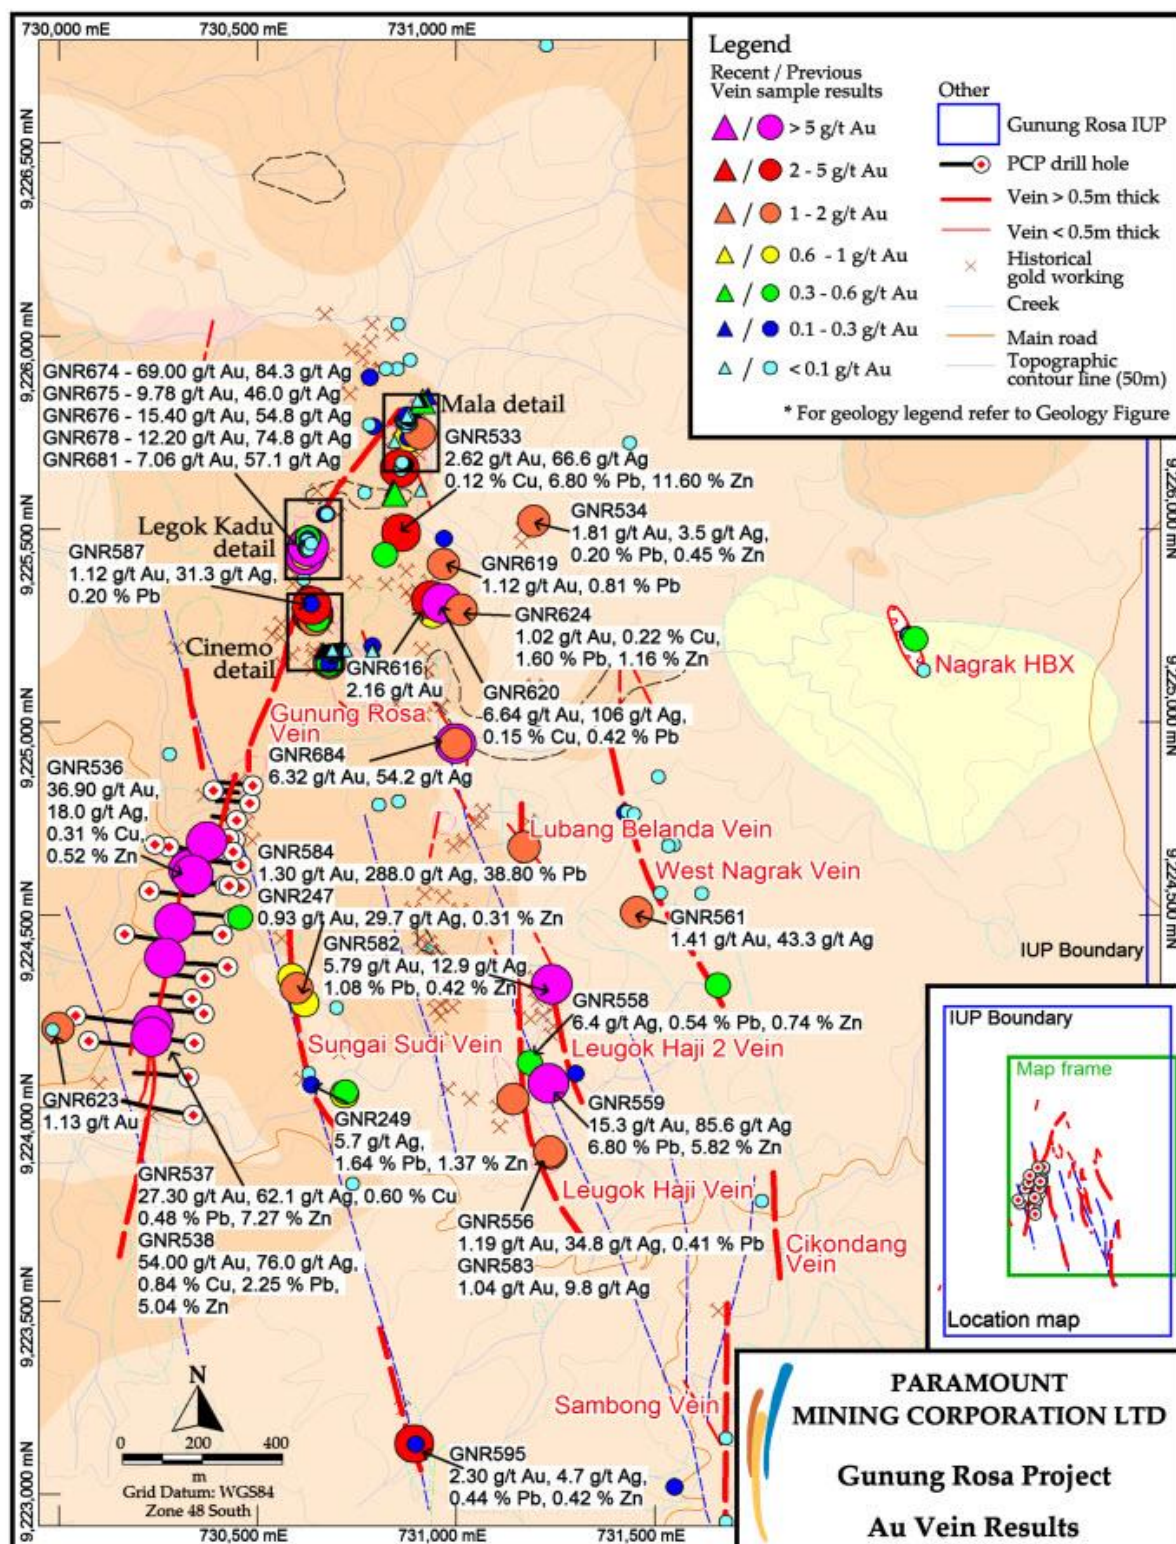 730,000 mE
730,500 mE
731,000 mE
Legend
Recent / Previous
Vein sample results
/ > 5 g/t Au
/ 2 - 5 g/t Au
/ 1 - 2 g/t Au
/ 0.6 - 1 g/t Au
/ 0.3 - 0.6 g/t Au
/ 0.1 - 0.3 g/t Au
/ < 0.1 g/t Au
Other
Gunung Rosa IUP
PCP drill hole
Vein > 0.5m thick
Vein < 0.5m thick
Historical
gold working
Creek
Main road
Topographic
contour line (50m)
* For geology legend refer to Geology Figure
9,226,500 mN
9,226,000 mN
9,225,500 mN
9,225,000 mN
9,224,500 mN
9,224,000 mN
9,223,500 mN
9,223,000 mN
9,226,000 mN
9,225,500 mN
9,225,000 mN
9,224,500 mN
GNR674 - 69.00 g/t Au, 84.3 g/t Ag
GNR675 - 9.78 g/t Au, 46.0 g/t Ag
GNR676 - 15.40 g/t Au, 54.8 g/t Ag
GNR678 - 12.20 g/t Au, 74.8 g/t Ag
GNR681 - 7.06 g/t Au, 57.1 g/t Ag
Mala detail
GNR533
2.62 g/t Au, 66.6 g/t Ag
0.12 % Cu, 6.80 % Pb, 11.60 % Zn
Legok Kadu
detail
GNR534
1.81 g/t Au, 3.5 g/t Ag,
0.20 % Pb, 0.45 % Zn
GNR587
1.12 g/t Au, 31.3 g/t Ag,
0.20 % Pb
GNR619
1.12 g/t Au, 0.81 % Pb
GNR624
1.02 g/t Au, 0.22 % Cu,
1.60 % Pb, 1.16 % Zn
Cinemo
detail
GNR616
2.16 g/t Au
Nagrak HBX
GNR620
6.64 g/t Au, 106 g/t Ag,
0.15 % Cu, 0.42 % Pb
Gunung Rosa
Vein
GNR684
6.32 g/t Au, 54.2 g/t Ag
GNR536
36.90 g/t Au,
18.0 g/t Ag,
0.31 % Cu,
0.52 % Zn
Lubang Belanda Vein
GNR584
1.30 g/t Au, 288.0 g/t Ag, 38.80 % Pb
West Nagrak Vein
GNR247
0.93 g/t Au, 29.7 g/t Ag, 0.31 % Zn
GNR561
1.41 g/t Au, 43.3 g/t Ag
GNR582
5.79 g/t Au, 12.9 g/t Ag
1.08 % Pb, 0.42 % Zn
IUP Boundary
GNR558
6.4 g/t Ag, 0.54 % Pb, 0.74 % Zn
Sungai Sudi Vein
Leugok Haji 2 Vein
GNR623
1.13 g/t Au
GNR249
5.7 g/t Ag,
1.64 % Pb, 1.37 % Zn
GNR559
15.3 g/t Au, 85.6 g/t Ag
6.80 % Pb, 5.82 % Zn
GNR537
27.30 g/t Au, 62.1 g/t Ag, 0.60 % Cu
0.48 % Pb, 7.27 % Zn
GNR538
54.00 g/t Au, 76.0 g/t Ag,
0.84 % Cu, 2.25 % Pb,
5.04 % Zn
Leugok Haji Vein
GNR556
1.19 g/t Au, 34.8 g/t Ag, 0.41 % Pb
GNR583
1.04 g/t Au, 9.8 g/t Ag
Cikondang
Vein
IUP Boundary
Map frame
Location map
Sambong Vein
GNR595
2.30 g/t Au, 4.7 g/t Ag,
0.44 % Pb, 0.42 % Zn
N
0 200 400
m
Grid Datum: WGS84
Zone 48 South
PARAMOUNT
MINING CORPORATION LTD
Gunung Rosa Project
Au Vein Results
730,000 mE
730,500 mE
731,000 mE
731,500 mE